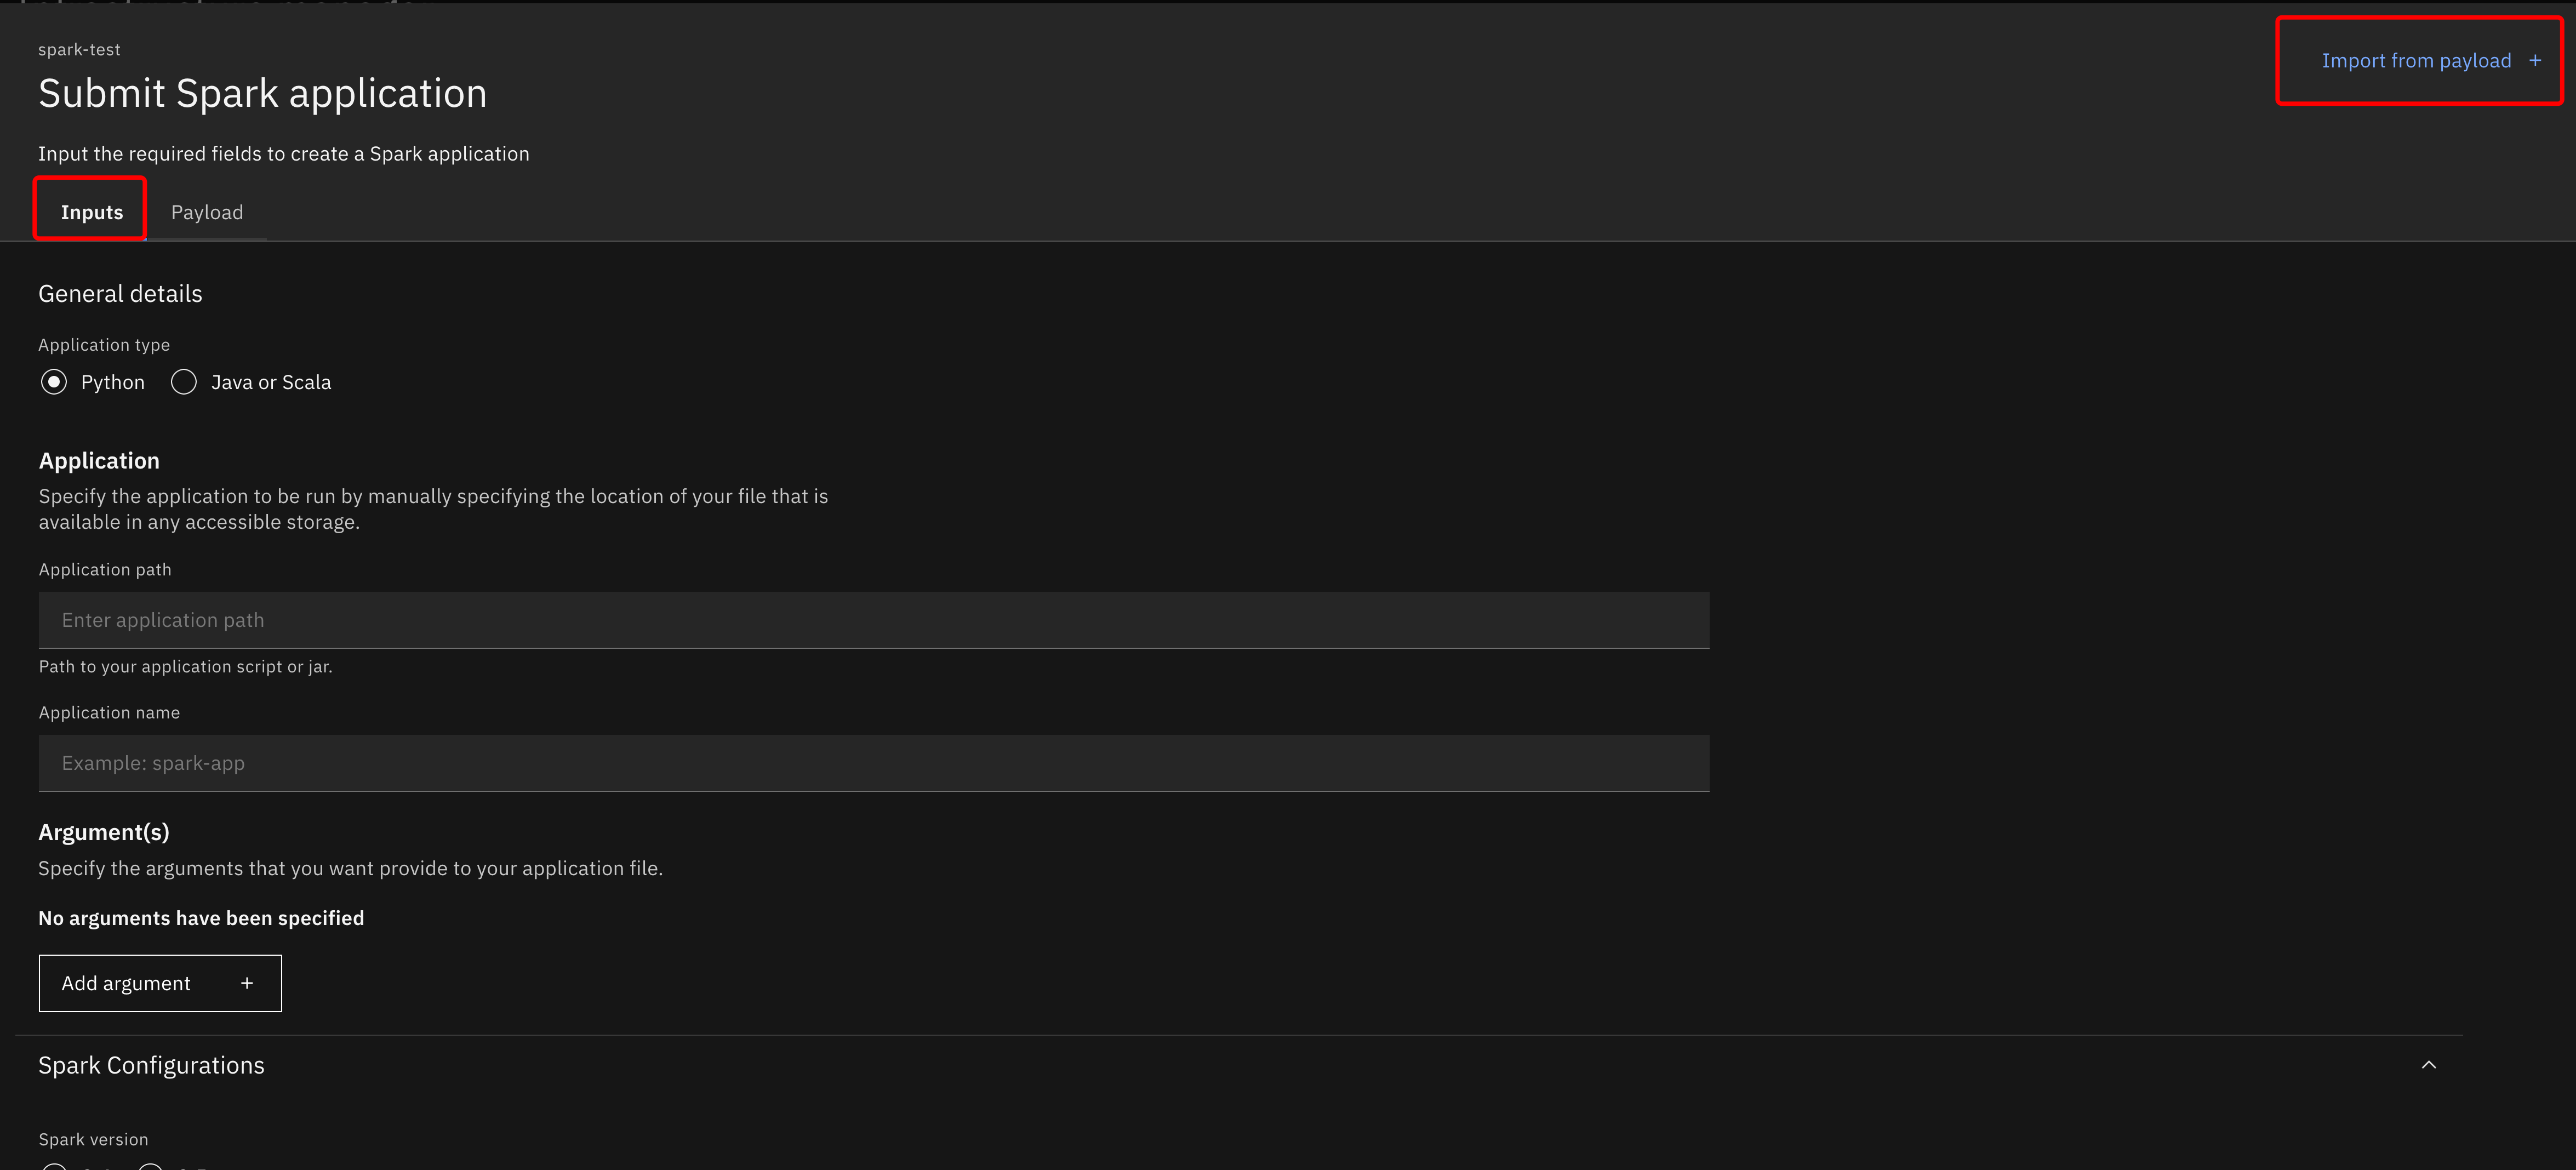 spark-test
Import from payload +
Submit Spark application
Input the required fields to create a Spark application
Inputs Payload
General details
Application type
Python Java or Scala
Application
Specify the application to be run by manually specifying the location of your file that is
available in any accessible storage.
Application path
Enter application path
Path to your application script or jar.
Application name
Example: spark-app
Argument(s)
Specify the arguments that you want provide to your application file.
No arguments have been specified
Add argument +
Spark Configurations
Spark version